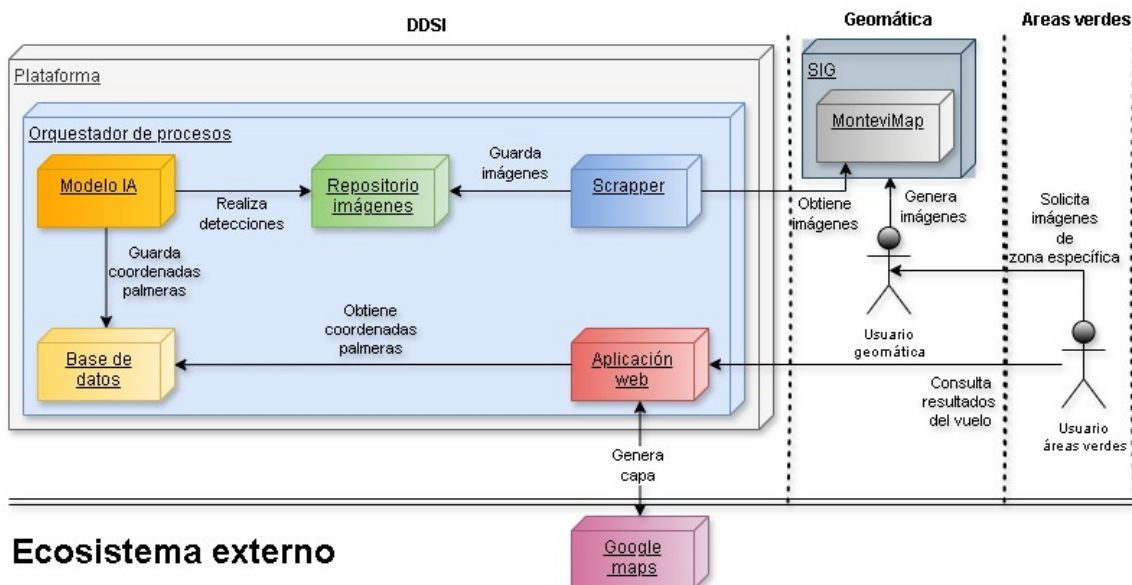 DDSI
Geomática
Areas verdes
Plataforma
SIG
MonteviMap
Orquestador de procesos
Modelo IA
Realiza
detecciones
Repositorio
imágenes
Guarda
imágenes
Scrapper
Obtiene
imágenes
Genera
imágenes
Solicita
imágenes
de
zona específica
Guarda
coordenadas
palmeras
Obtiene
coordenadas
palmeras
Base de
datos
Aplicación
web
Usuario
geomática
Consulta
resultados
del vuelo
Usuario
áreas verdes
Genera
capa
Ecosistema externo
Google
maps